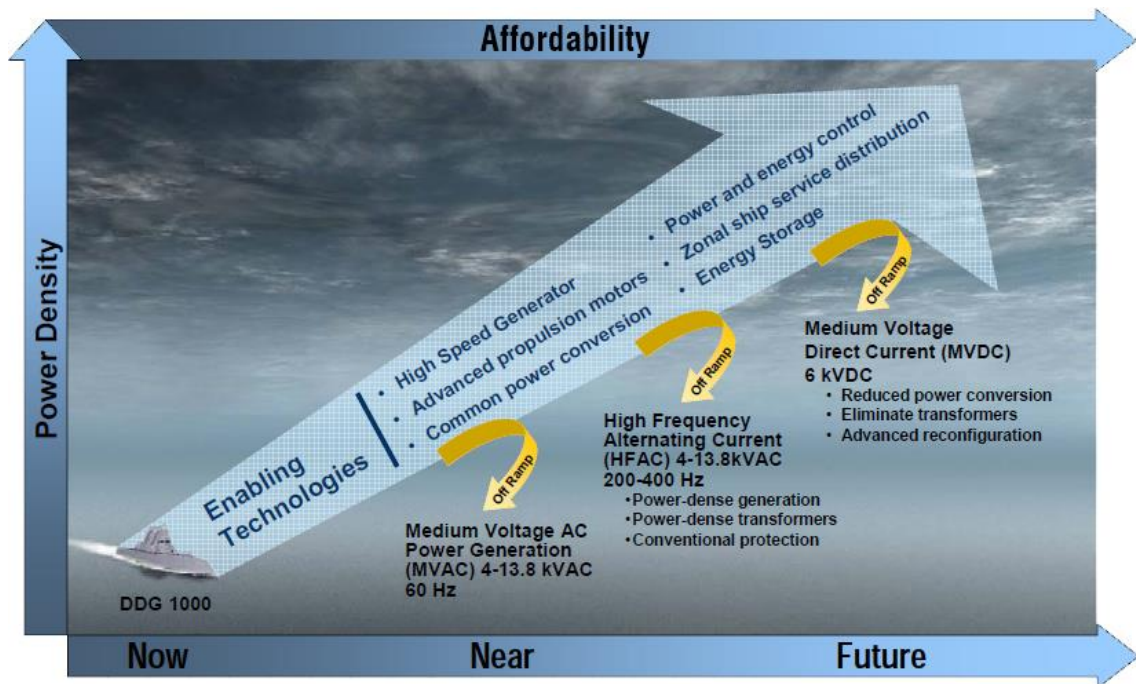 Affordability
Power Density
• Power and energy control
• Zonal ship service distribution
• Energy Storage
• High Speed Generator
• Advanced propulsion motors
• Common power conversion
Enabling
Technologies
Off Ramp
Off Ramp
Off Ramp
Medium Voltage
Direct Current (MVDC)
6 kVDC
• Reduced power conversion
• Eliminate transformers
• Advanced reconfiguration
High Frequency
Alternating Current
(HFAC) 4-13.8kVAC
200-400 Hz
•Power-dense generation
•Power-dense transformers
•Conventional protection
Medium Voltage AC
Power Generation
(MVAC) 4-13.8 kVAC
60 Hz
DDG 1000
Now
Near
Future